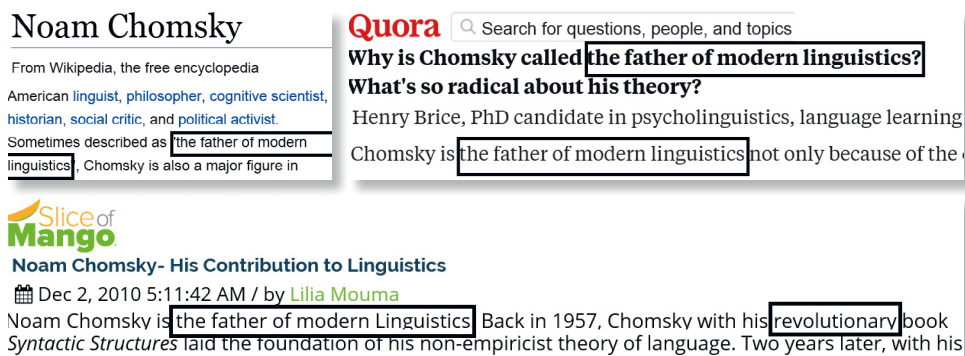 Noam Chomsky
From Wikipedia, the free encyclopedia
American linguist, philosopher, cognitive scientist,
historian, social critic, and political activist.
Sometimes described as "the father of modern
linguistics", Chomsky is also a major figure in
Quora
Search for questions, people, and topics
Why is Chomsky called the father of modern linguistics?
What's so radical about his theory?
Henry Brice, PhD candidate in psycholinguistics, language learning
Chomsky is the father of modern linguistics not only because of the
Slice of
Mango
Noam Chomsky- His Contribution to Linguistics
Dec 2, 2010 5:11:42 AM / by Lilia Mouma
Noam Chomsky is the father of modern Linguistics. Back in 1957, Chomsky with his revolutionary book
Syntactic Structures laid the foundation of his non-empiricist theory of language. Two years later, with his